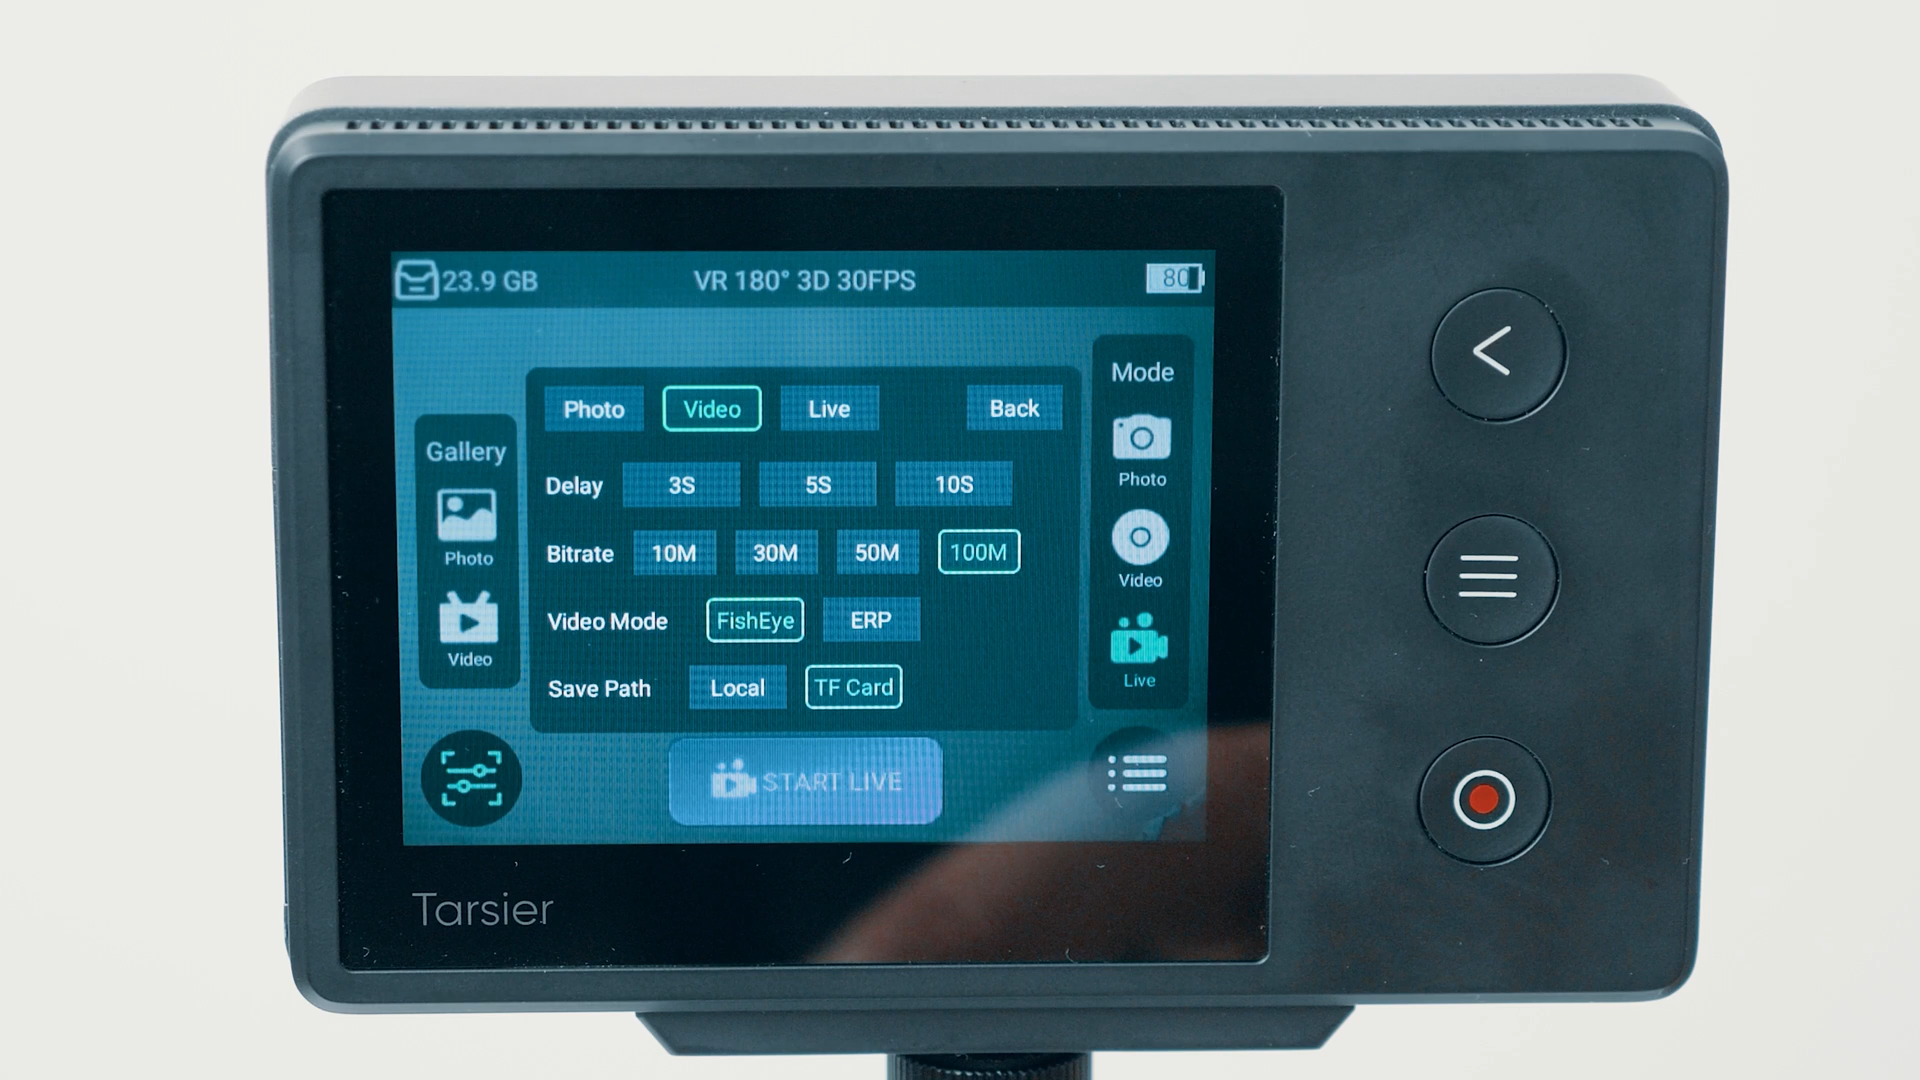 23.9 GB VR 180° 3D 30FPS 80
Gallery
Photo
Video
Photo Video Live Back
Delay 3S 5S 10S
Bitrate 10M 30M 50M 100M
Video Mode FishEye ERP
Save Path Local TF Card
Mode
Photo
Video
Live
START LIVE
Tarsier